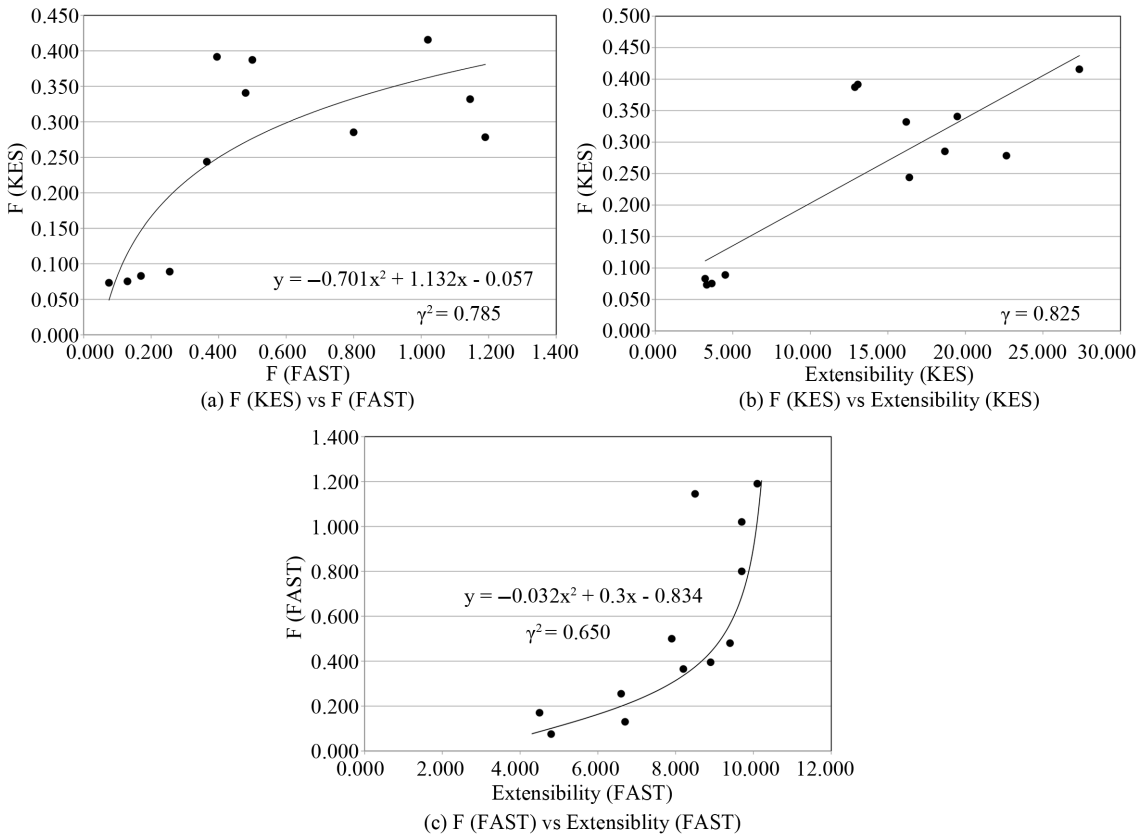 0.450
0.400
0.350
0.300
0.250
0.200
0.150
0.100
0.050
0.000
F (KES)
y = −0.701x² + 1.132x - 0.057
γ² = 0.785
0.000 0.200 0.400 0.600 0.800 1.000 1.200 1.400
F (FAST)
(a) F (KES) vs F (FAST)
0.500
0.450
0.400
0.350
0.300
0.250
0.200
0.150
0.100
0.050
0.000
F (KES)
γ = 0.825
0.000 5.000 10.000 15.000 20.000 25.000 30.000
Extensibility (KES)
(b) F (KES) vs Extensibility (KES)
1.400
1.200
1.000
0.800
0.600
0.400
0.200
0.000
F (FAST)
y = −0.032x² + 0.3x - 0.834
γ² = 0.650
0.000 2.000 4.000 6.000 8.000 10.000 12.000
Extensibility (FAST)
(c) F (FAST) vs Extensiblity (FAST)